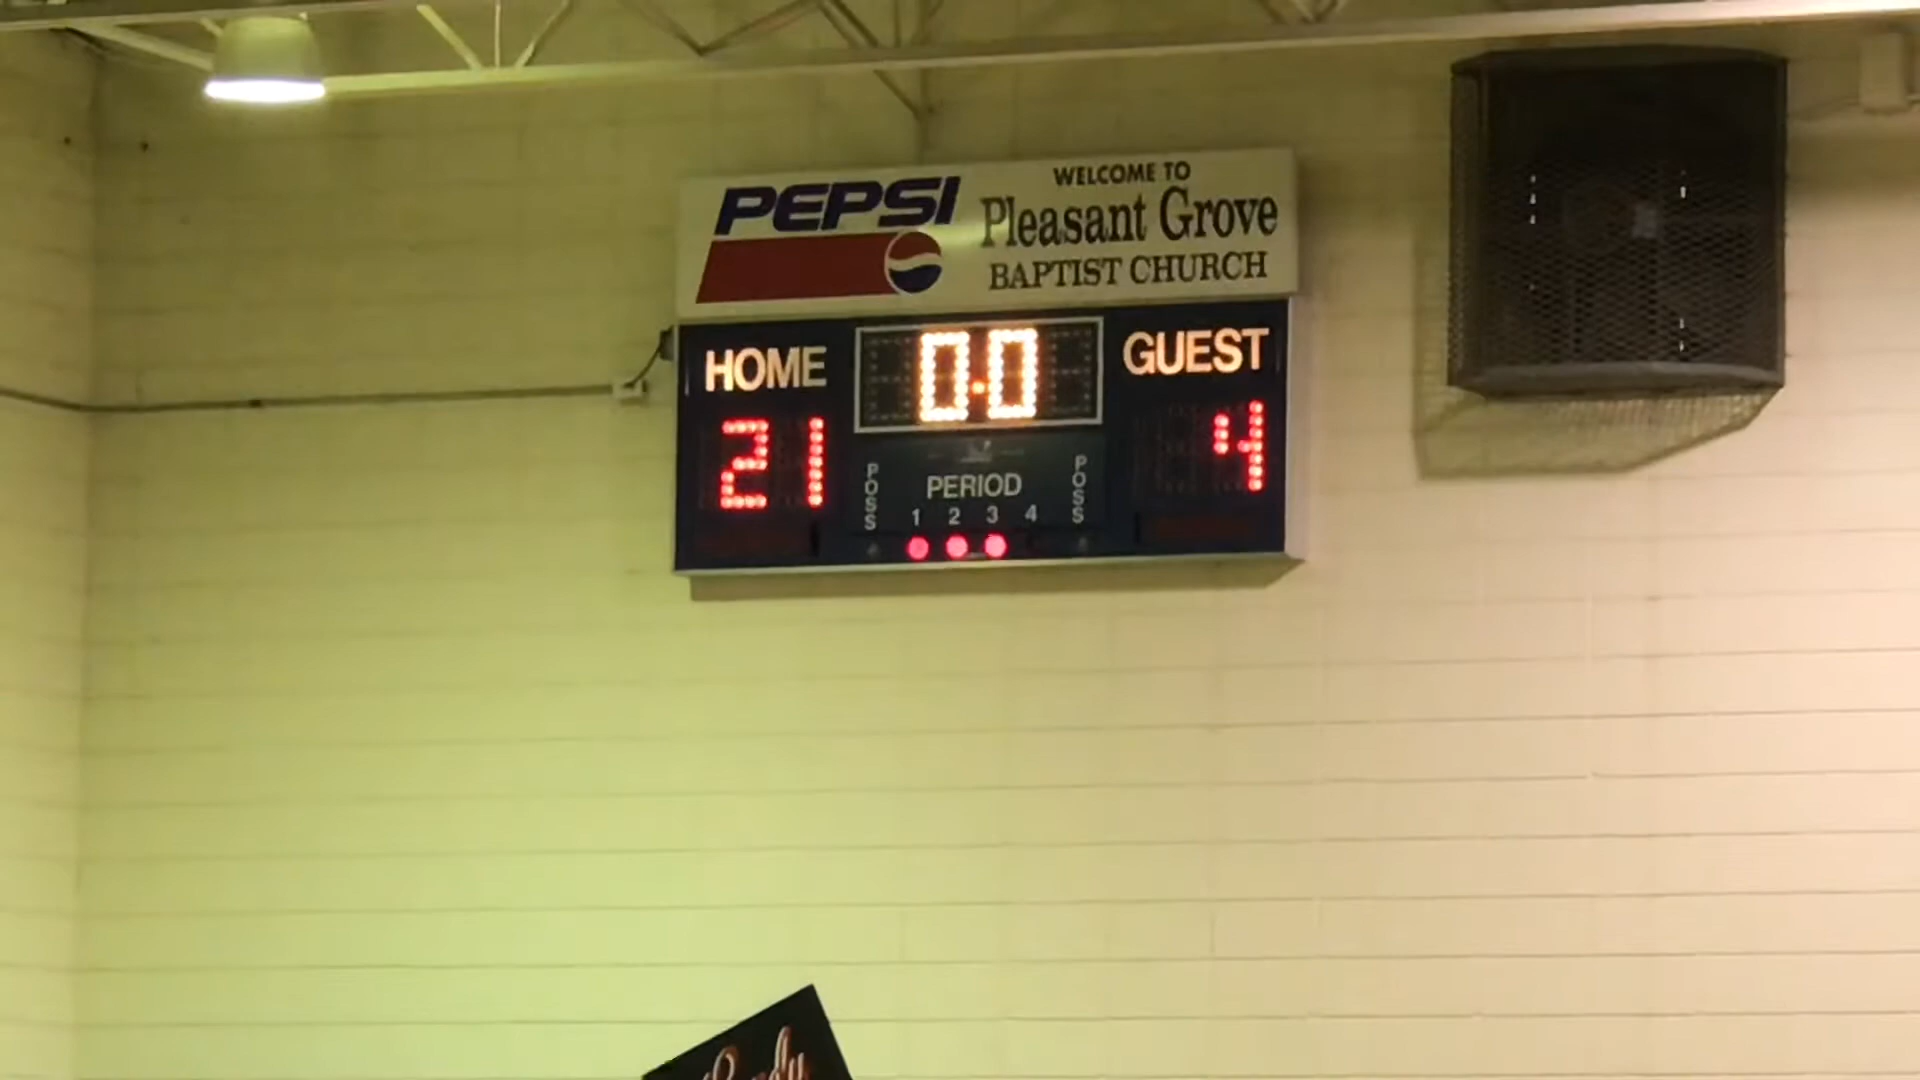 PEPSI
WELCOME TO
Pleasant Grove
BAPTIST CHURCH
HOME
0.0
GUEST
21
4
POSS
PERIOD
POSS
1 2 3 4